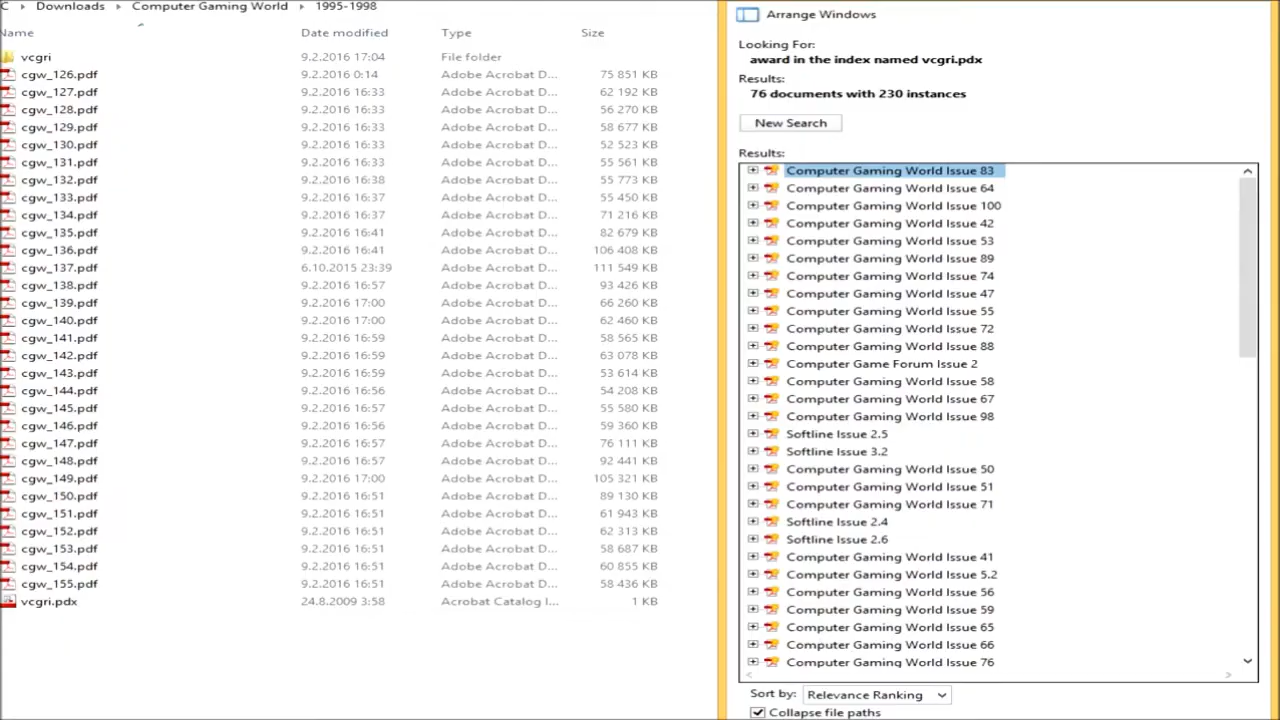 C › Downloads › Computer Gaming World › 1995-1998
Name Date modified Type Size
vcgri 9.2.2016 17:04 File folder
cgw_126.pdf 9.2.2016 0:14 Adobe Acrobat D... 75 851 KB
cgw_127.pdf 9.2.2016 16:33 Adobe Acrobat D... 62 192 KB
cgw_128.pdf 9.2.2016 16:33 Adobe Acrobat D... 56 270 KB
cgw_129.pdf 9.2.2016 16:33 Adobe Acrobat D... 58 677 KB
cgw_130.pdf 9.2.2016 16:33 Adobe Acrobat D... 52 523 KB
cgw_131.pdf 9.2.2016 16:33 Adobe Acrobat D... 55 561 KB
cgw_132.pdf 9.2.2016 16:38 Adobe Acrobat D... 55 773 KB
cgw_133.pdf 9.2.2016 16:37 Adobe Acrobat D... 55 450 KB
cgw_134.pdf 9.2.2016 16:37 Adobe Acrobat D... 71 216 KB
cgw_135.pdf 9.2.2016 16:41 Adobe Acrobat D... 82 679 KB
cgw_136.pdf 9.2.2016 16:41 Adobe Acrobat D... 106 408 KB
cgw_137.pdf 6.10.2015 23:39 Adobe Acrobat D... 111 549 KB
cgw_138.pdf 9.2.2016 16:57 Adobe Acrobat D... 93 426 KB
cgw_139.pdf 9.2.2016 17:00 Adobe Acrobat D... 66 260 KB
cgw_140.pdf 9.2.2016 17:00 Adobe Acrobat D... 62 460 KB
cgw_141.pdf 9.2.2016 16:59 Adobe Acrobat D... 58 565 KB
cgw_142.pdf 9.2.2016 16:59 Adobe Acrobat D... 63 078 KB
cgw_143.pdf 9.2.2016 16:59 Adobe Acrobat D... 53 614 KB
cgw_144.pdf 9.2.2016 16:56 Adobe Acrobat D... 54 208 KB
cgw_145.pdf 9.2.2016 16:57 Adobe Acrobat D... 55 580 KB
cgw_146.pdf 9.2.2016 16:56 Adobe Acrobat D... 59 360 KB
cgw_147.pdf 9.2.2016 16:57 Adobe Acrobat D... 76 111 KB
cgw_148.pdf 9.2.2016 16:57 Adobe Acrobat D... 92 441 KB
cgw_149.pdf 9.2.2016 17:00 Adobe Acrobat D... 105 321 KB
cgw_150.pdf 9.2.2016 16:51 Adobe Acrobat D... 89 130 KB
cgw_151.pdf 9.2.2016 16:51 Adobe Acrobat D... 61 943 KB
cgw_152.pdf 9.2.2016 16:51 Adobe Acrobat D... 62 313 KB
cgw_153.pdf 9.2.2016 16:51 Adobe Acrobat D... 58 687 KB
cgw_154.pdf 9.2.2016 16:51 Adobe Acrobat D... 60 855 KB
cgw_155.pdf 9.2.2016 16:51 Adobe Acrobat D... 58 436 KB
vcgri.pdx 24.8.2009 3:58 Acrobat Catalog I... 1 KB
Arrange Windows
Looking For:
award in the index named vcgri.pdx
Results:
76 documents with 230 instances
New Search
Results:
Computer Gaming World Issue 83
Computer Gaming World Issue 64
Computer Gaming World Issue 100
Computer Gaming World Issue 42
Computer Gaming World Issue 53
Computer Gaming World Issue 89
Computer Gaming World Issue 74
Computer Gaming World Issue 47
Computer Gaming World Issue 55
Computer Gaming World Issue 72
Computer Gaming World Issue 88
Computer Game Forum Issue 2
Computer Gaming World Issue 58
Computer Gaming World Issue 67
Computer Gaming World Issue 98
Softline Issue 2.5
Softline Issue 3.2
Computer Gaming World Issue 50
Computer Gaming World Issue 51
Computer Gaming World Issue 71
Softline Issue 2.4
Softline Issue 2.6
Computer Gaming World Issue 41
Computer Gaming World Issue 5.2
Computer Gaming World Issue 56
Computer Gaming World Issue 59
Computer Gaming World Issue 65
Computer Gaming World Issue 66
Computer Gaming World Issue 76
Sort by: Relevance Ranking
Collapse file paths